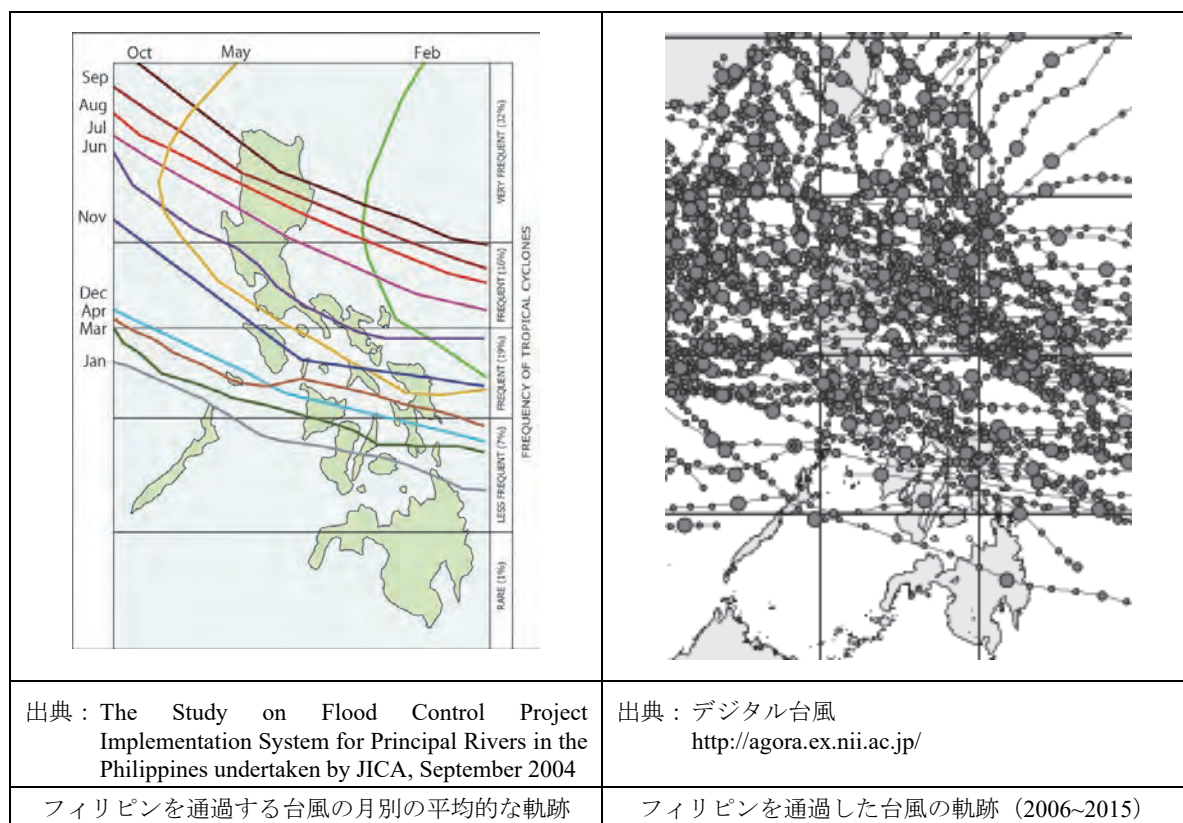 Oct May Feb
Sep
Aug
Jul
Jun
Nov
Dec
Apr
Mar
Jan
VERY FREQUENT (32%)
FREQUENT (16%)
FREQUENT (19%)
LESS FREQUENT (7%)
RARE (1%)
FREQUENCY OF TROPICAL CYCLONES
出典：The Study on Flood Control Project
Implementation System for Principal Rivers in the
Philippines undertaken by JICA, September 2004
フィリピンを通過する台風の月別の平均的な軌跡
出典：デジタル台風
http://agora.ex.nii.ac.jp/
フィリピンを通過した台風の軌跡（2006~2015）